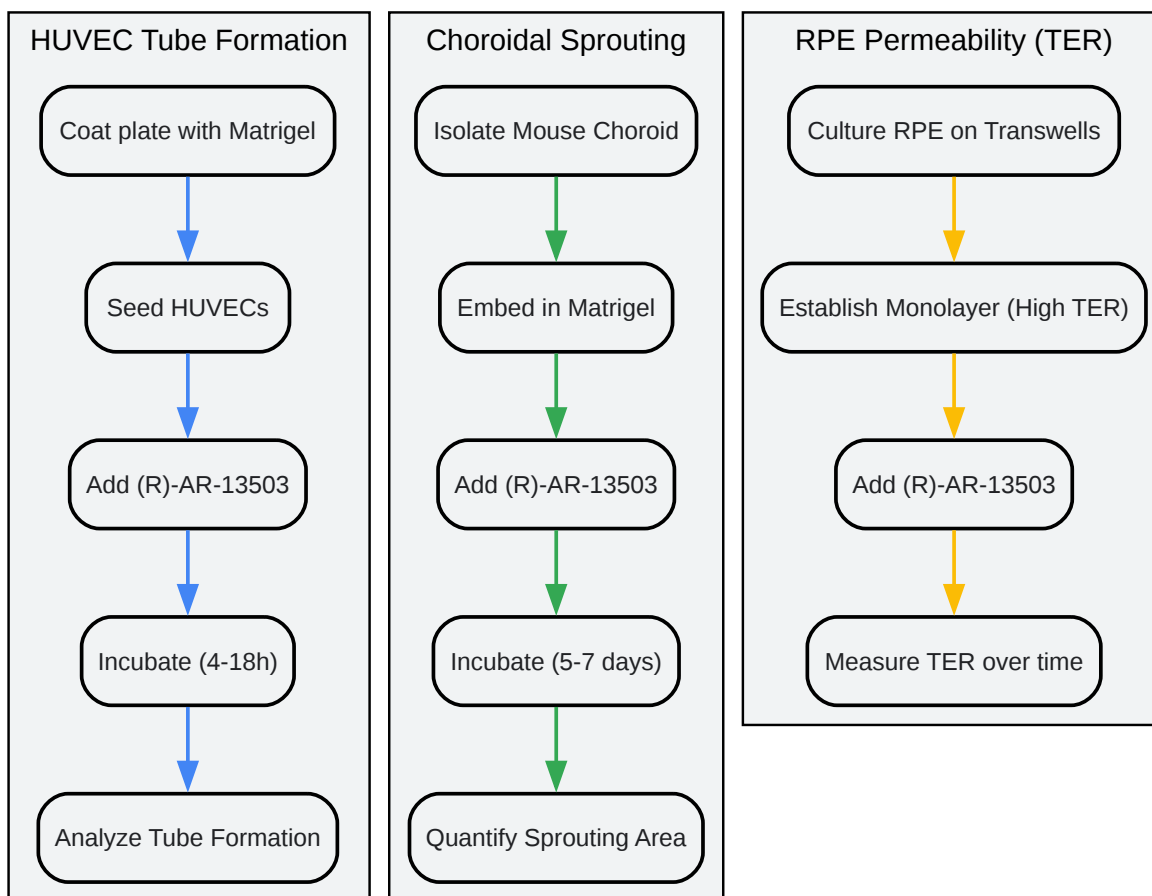 HUVEC Tube Formation
Coat plate with Matrigel
Seed HUVECs
Add (R)-AR-13503
Incubate (4-18h)
Analyze Tube Formation
Choroidal Sprouting
Isolate Mouse Choroid
Embed in Matrigel
Add (R)-AR-13503
Incubate (5-7 days)
Quantify Sprouting Area
RPE Permeability (TER)
Culture RPE on Transwells
Establish Monolayer (High TER)
Add (R)-AR-13503
Measure TER over time